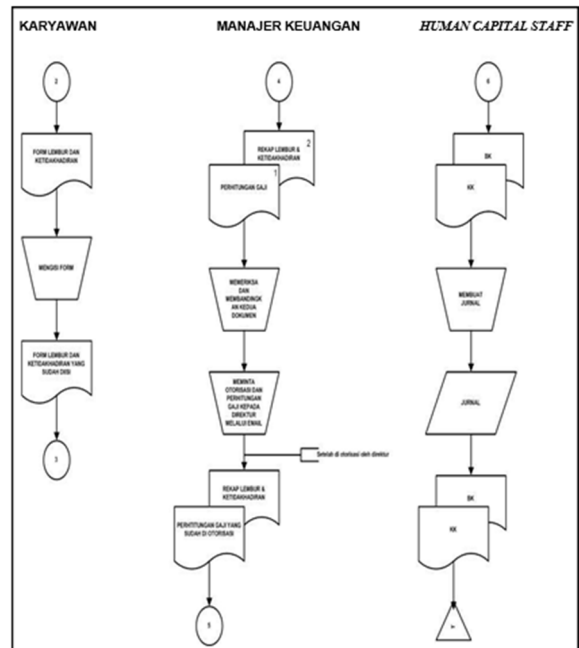 KARYAWAN
2
FORM LEMBUR DAN
KETIDAKHADIRAN
MENGISI FORM
FORM LEMBUR DAN
KETIDAKHADIRAN YANG
SUDAH DIISI
3
MANAJER KEUANGAN
4
2
REKAP LEMBUR &
KETIDAKHADIRAN
1
PERHITUNGAN GAJI
MEMERIKSA
DAN
MEMBANDINGK
AN KEDUA
DOKUMEN
MEMINTA
OTORISASI DAN
PERHITUNGAN
GAJI KEPADA
DIREKTUR
MELALUI EMAIL
Setelah di otorisasi oleh direktur
REKAP LEMBUR &
KETIDAKHADIRAN
PERHTITUNGAN GAJI YANG
SUDAH DI OTORISASI
5
HUMAN CAPITAL STAFF
6
BK
KK
MEMBUAT
JURNAL
JURNAL
BK
KK